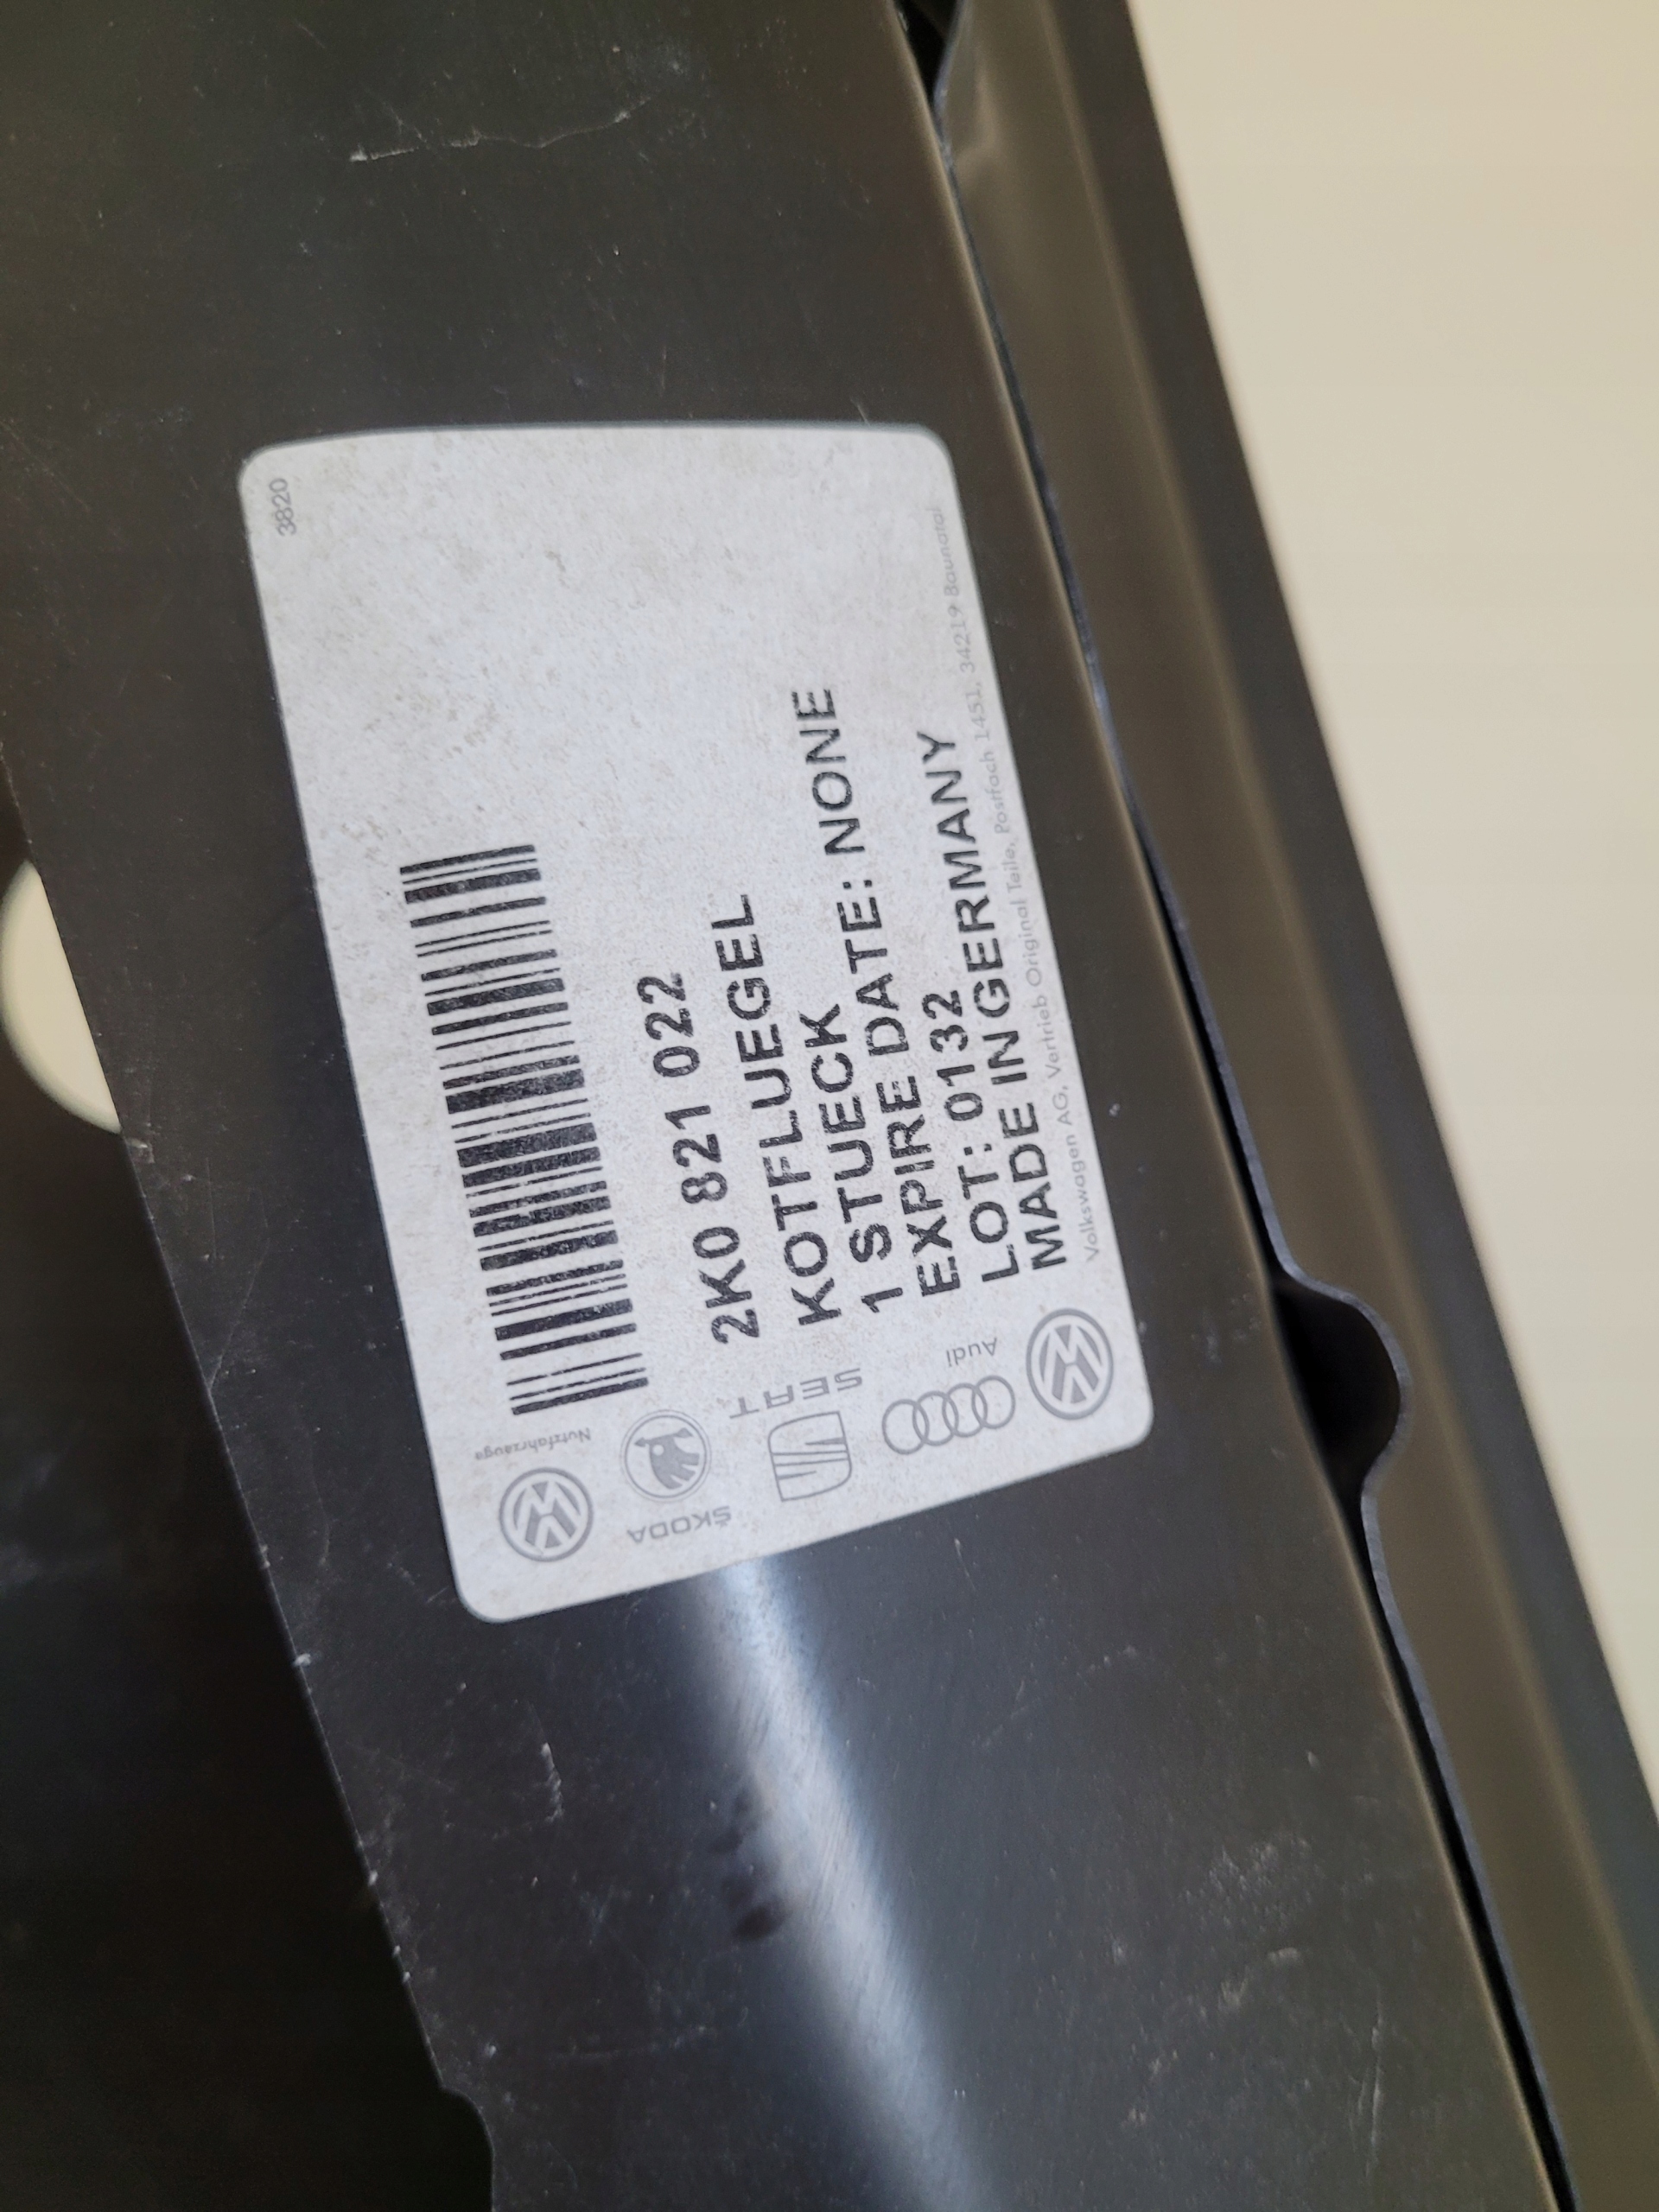 3820
2K0 821 022
KOTFLUEGEL
1 STUECK
EXPIRE DATE: NONE
LOT: 0132
MADE IN GERMANY
Volkswagen AG, Vertrieb Original Teile, Postfach 1451, 34219 Baunatal
Nutzfahrzeuge
ŠKODA
SEAT
Audi